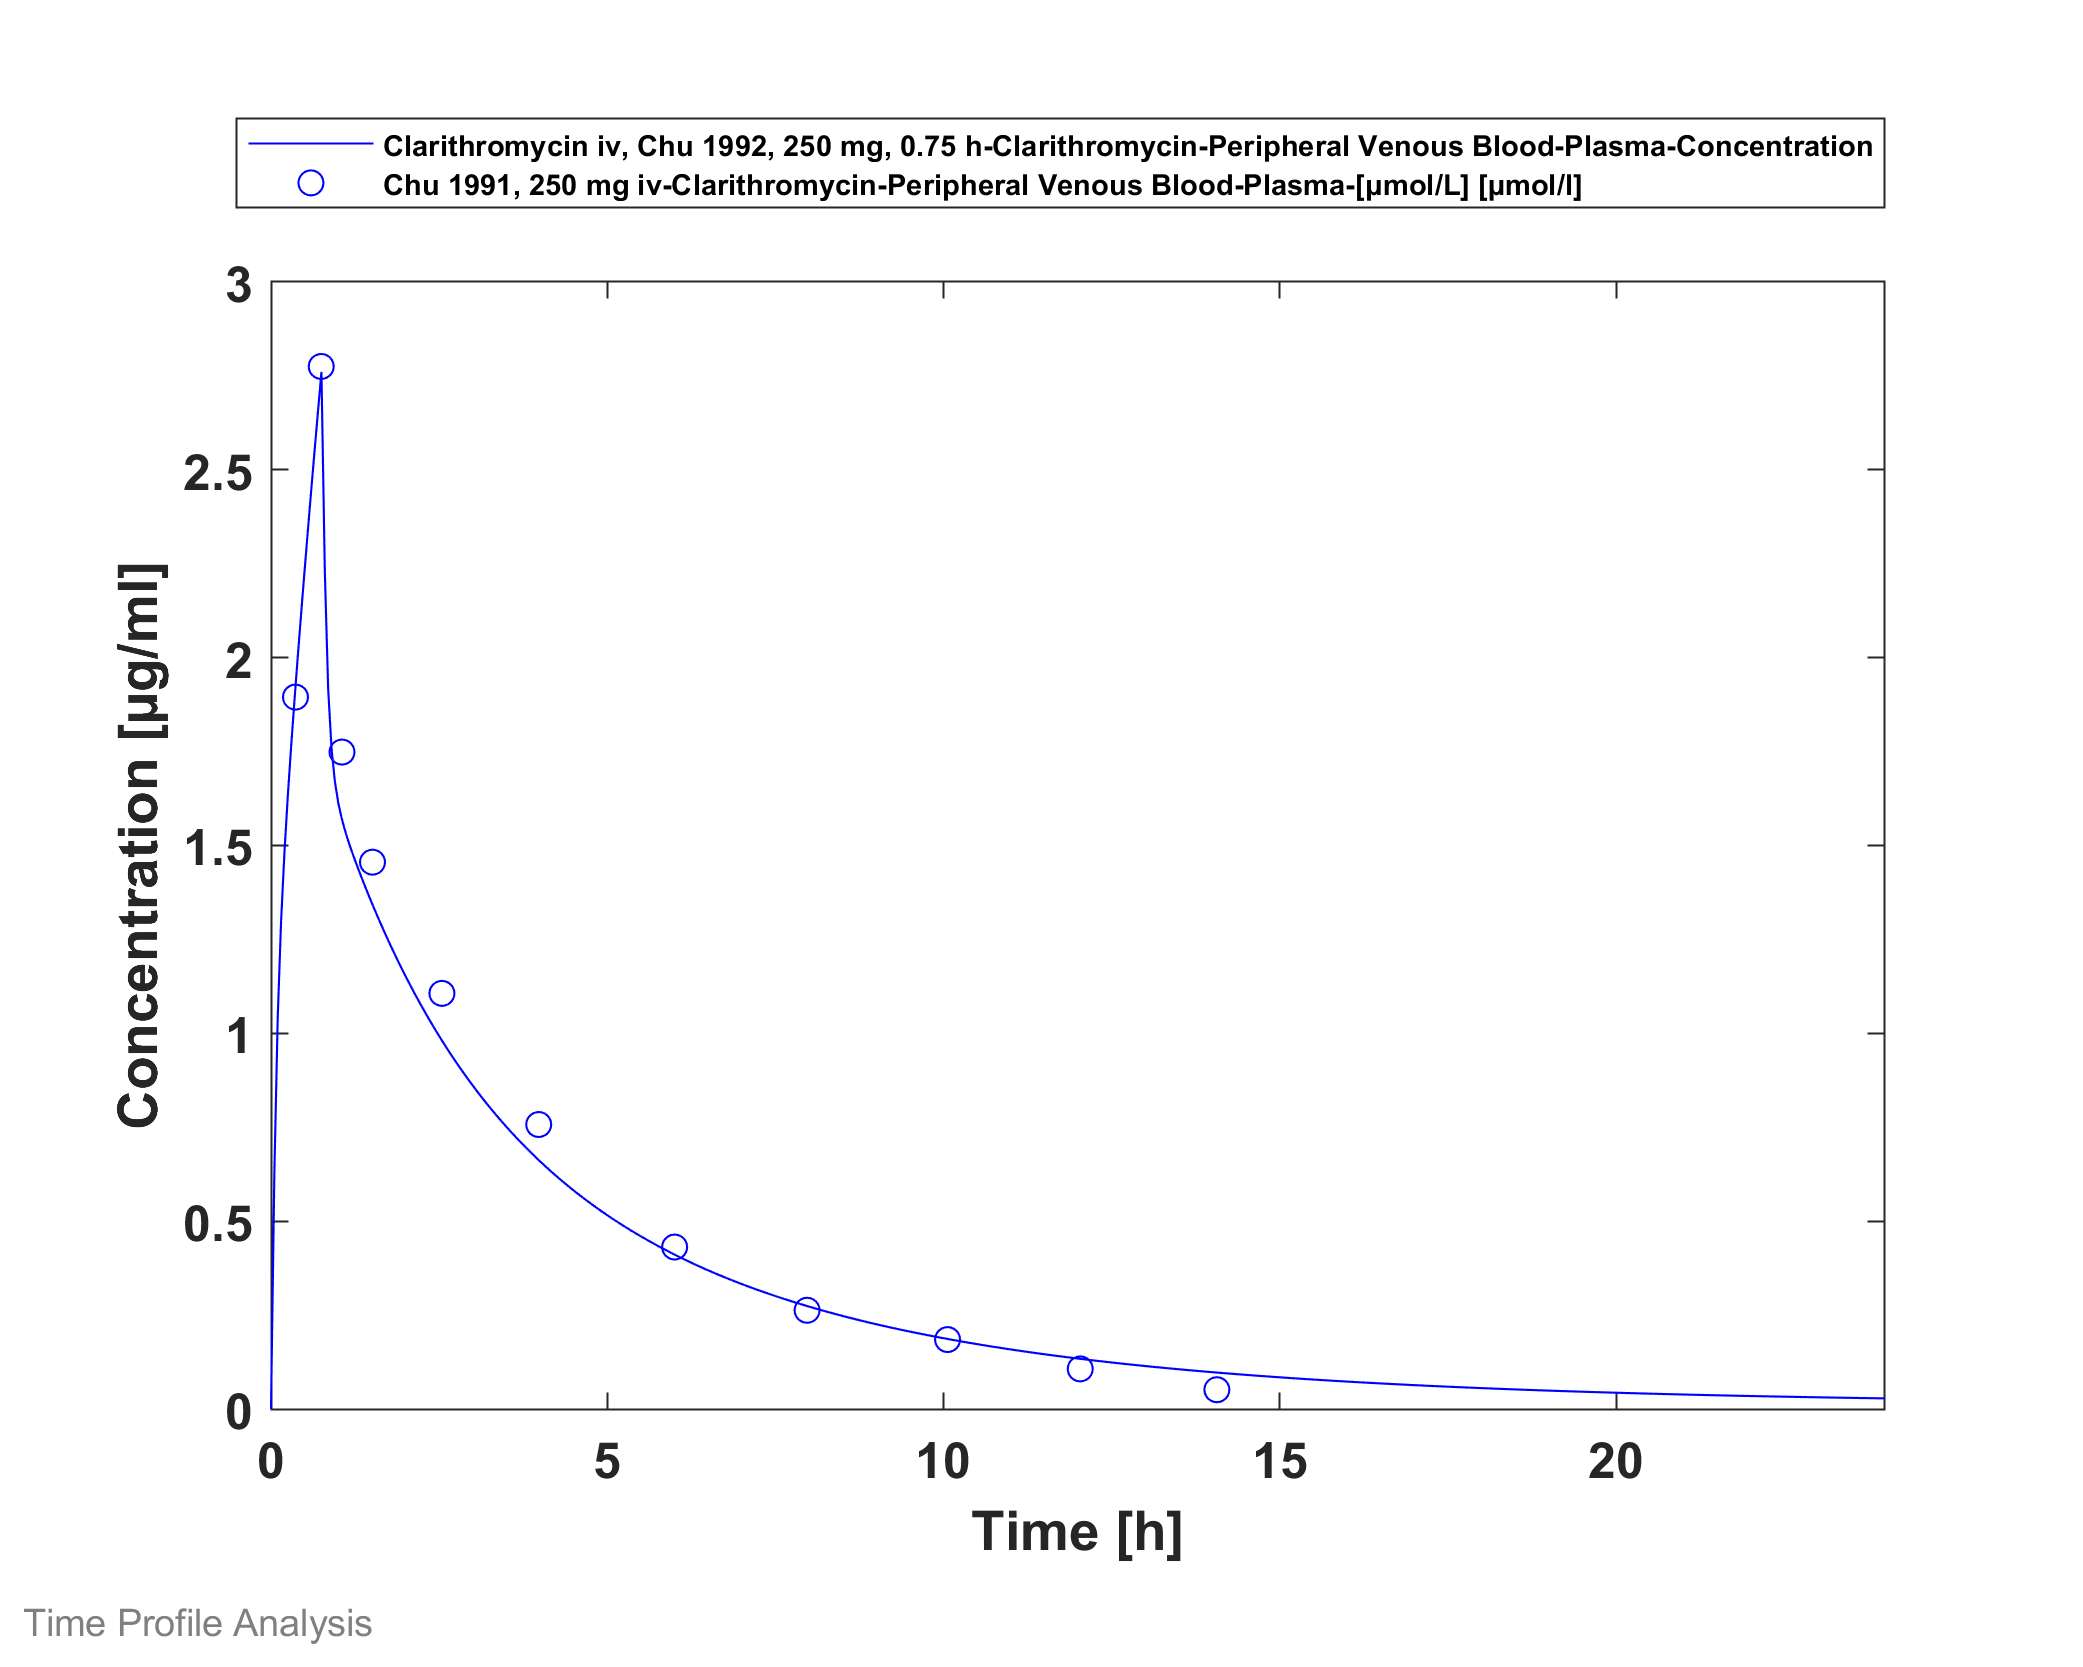 Clarithromycin iv, Chu 1992, 250 mg, 0.75 h-Clarithromycin-Peripheral Venous Blood-Plasma-Concentration
Chu 1991, 250 mg iv-Clarithromycin-Peripheral Venous Blood-Plasma-[µmol/L] [µmol/l]
3
2.5
2
1.5
1
0.5
0
Concentration [µg/ml]
0 5 10 15 20
Time [h]
Time Profile Analysis